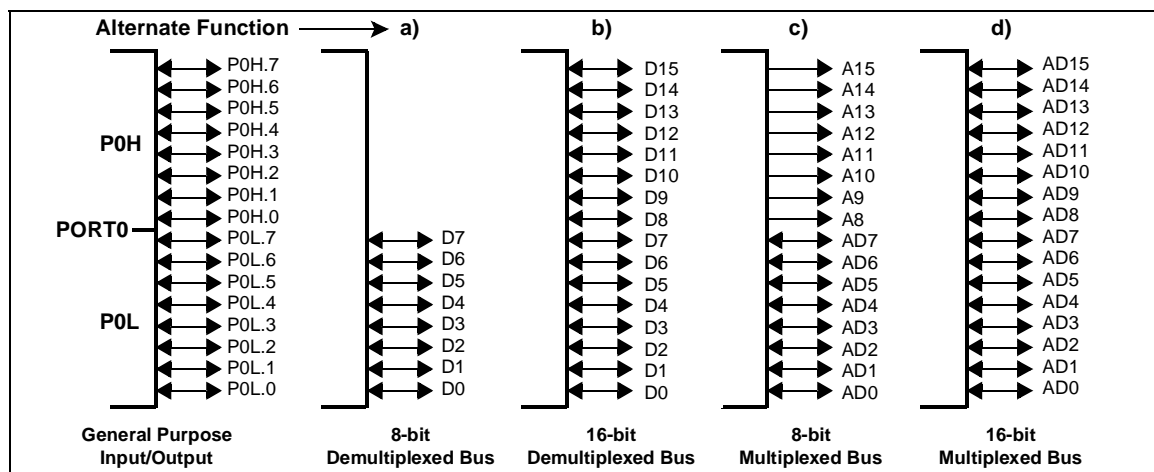 Alternate Function a) b) c) d)
P0H.7 D15 A15 AD15
P0H.6 D14 A14 AD14
P0H.5 D13 A13 AD13
P0H.4 D12 A12 AD12
P0H P0H.3 D11 A11 AD11
P0H.2 D10 A10 AD10
P0H.1 D9 A9 AD9
P0H.0 D8 A8 AD8
PORT0
P0L.7 D7 D7 AD7 AD7
P0L.6 D6 D6 AD6 AD6
P0L.5 D5 D5 AD5 AD5
P0L.4 D4 D4 AD4 AD4
P0L P0L.3 D3 D3 AD3 AD3
P0L.2 D2 D2 AD2 AD2
P0L.1 D1 D1 AD1 AD1
P0L.0 D0 D0 AD0 AD0
General Purpose 8-bit 16-bit 8-bit 16-bit
Input/Output Demultiplexed Bus Demultiplexed Bus Multiplexed Bus Multiplexed Bus